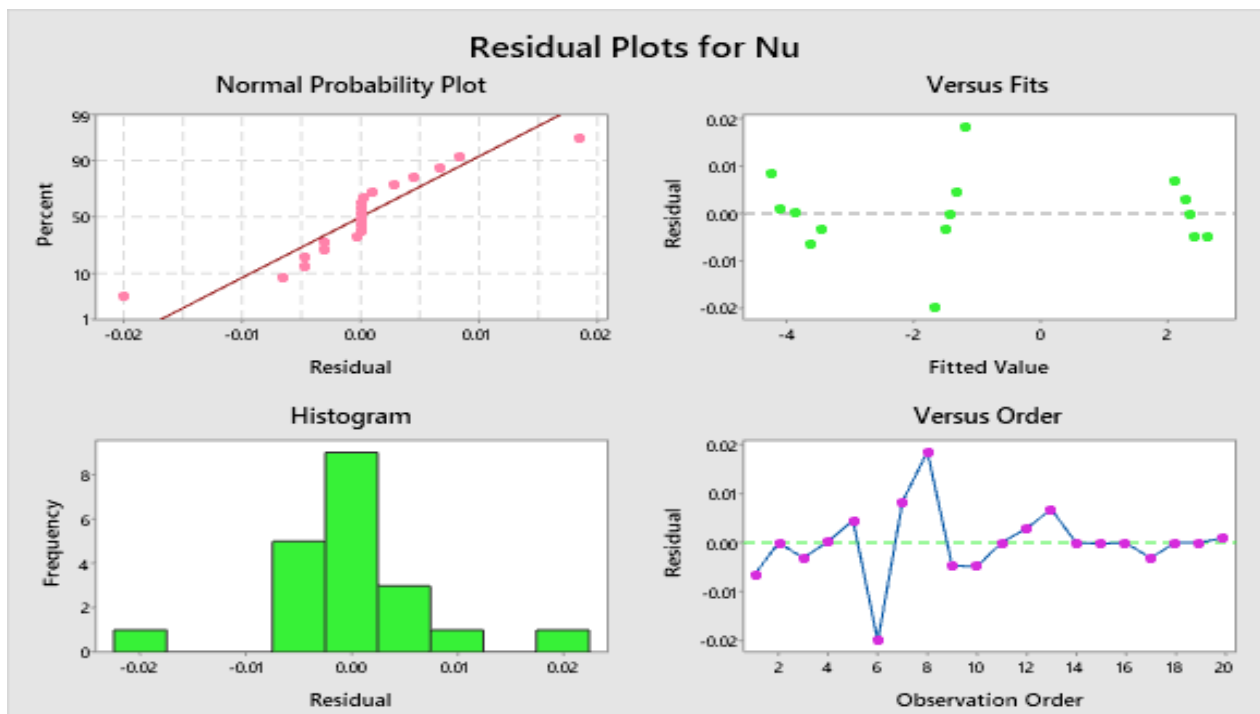 Residual Plots for Nu
Normal Probability Plot
99
90
50
10
1
Percent
-0.02 -0.01 0.00 0.01 0.02
Residual
Versus Fits
0.02
0.01
0.00
-0.01
-0.02
Residual
-4 -2 0 2
Fitted Value
Histogram
8
6
4
2
0
Frequency
-0.02 -0.01 0.00 0.01 0.02
Residual
Versus Order
0.02
0.01
0.00
-0.01
-0.02
Residual
2 4 6 8 10 12 14 16 18 20
Observation Order